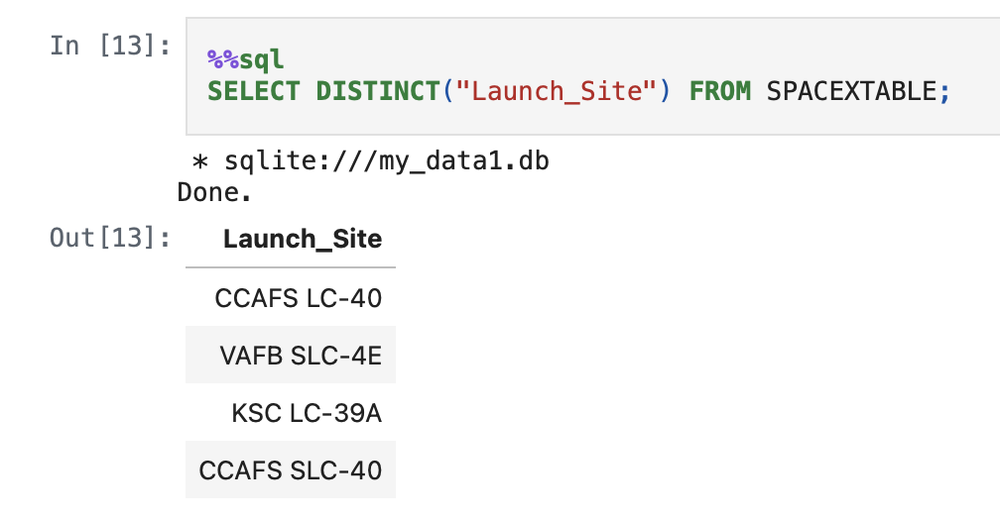 In [13]:
%%sql
SELECT DISTINCT("Launch_Site") FROM SPACEXTABLE;
* sqlite:///my_data1.db
Done.
Out[13]:
Launch_Site
CCAFS LC-40
VAFB SLC-4E
KSC LC-39A
CCAFS SLC-40